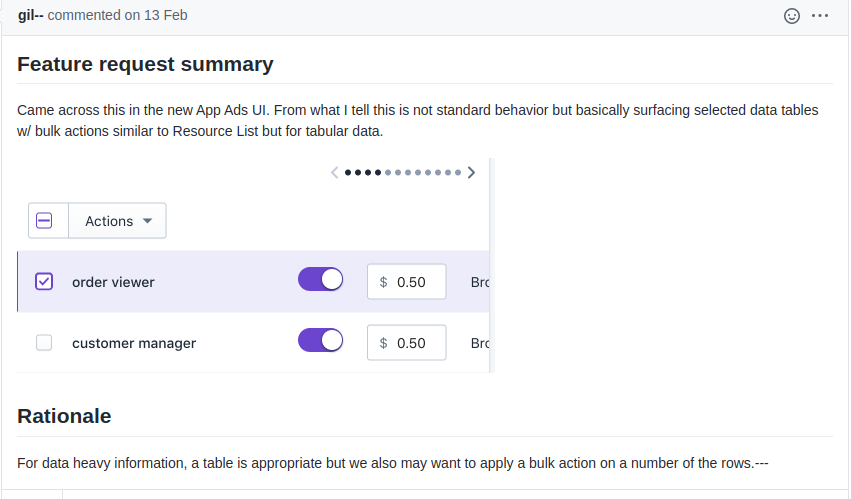 gil-- commented on 13 Feb
Feature request summary
Came across this in the new App Ads UI. From what I tell this is not standard behavior but basically surfacing selected data tables
w/ bulk actions similar to Resource List but for tabular data.
Actions
order viewer $ 0.50 Bro
customer manager $ 0.50 Bro
Rationale
For data heavy information, a table is appropriate but we also may want to apply a bulk action on a number of the rows.---